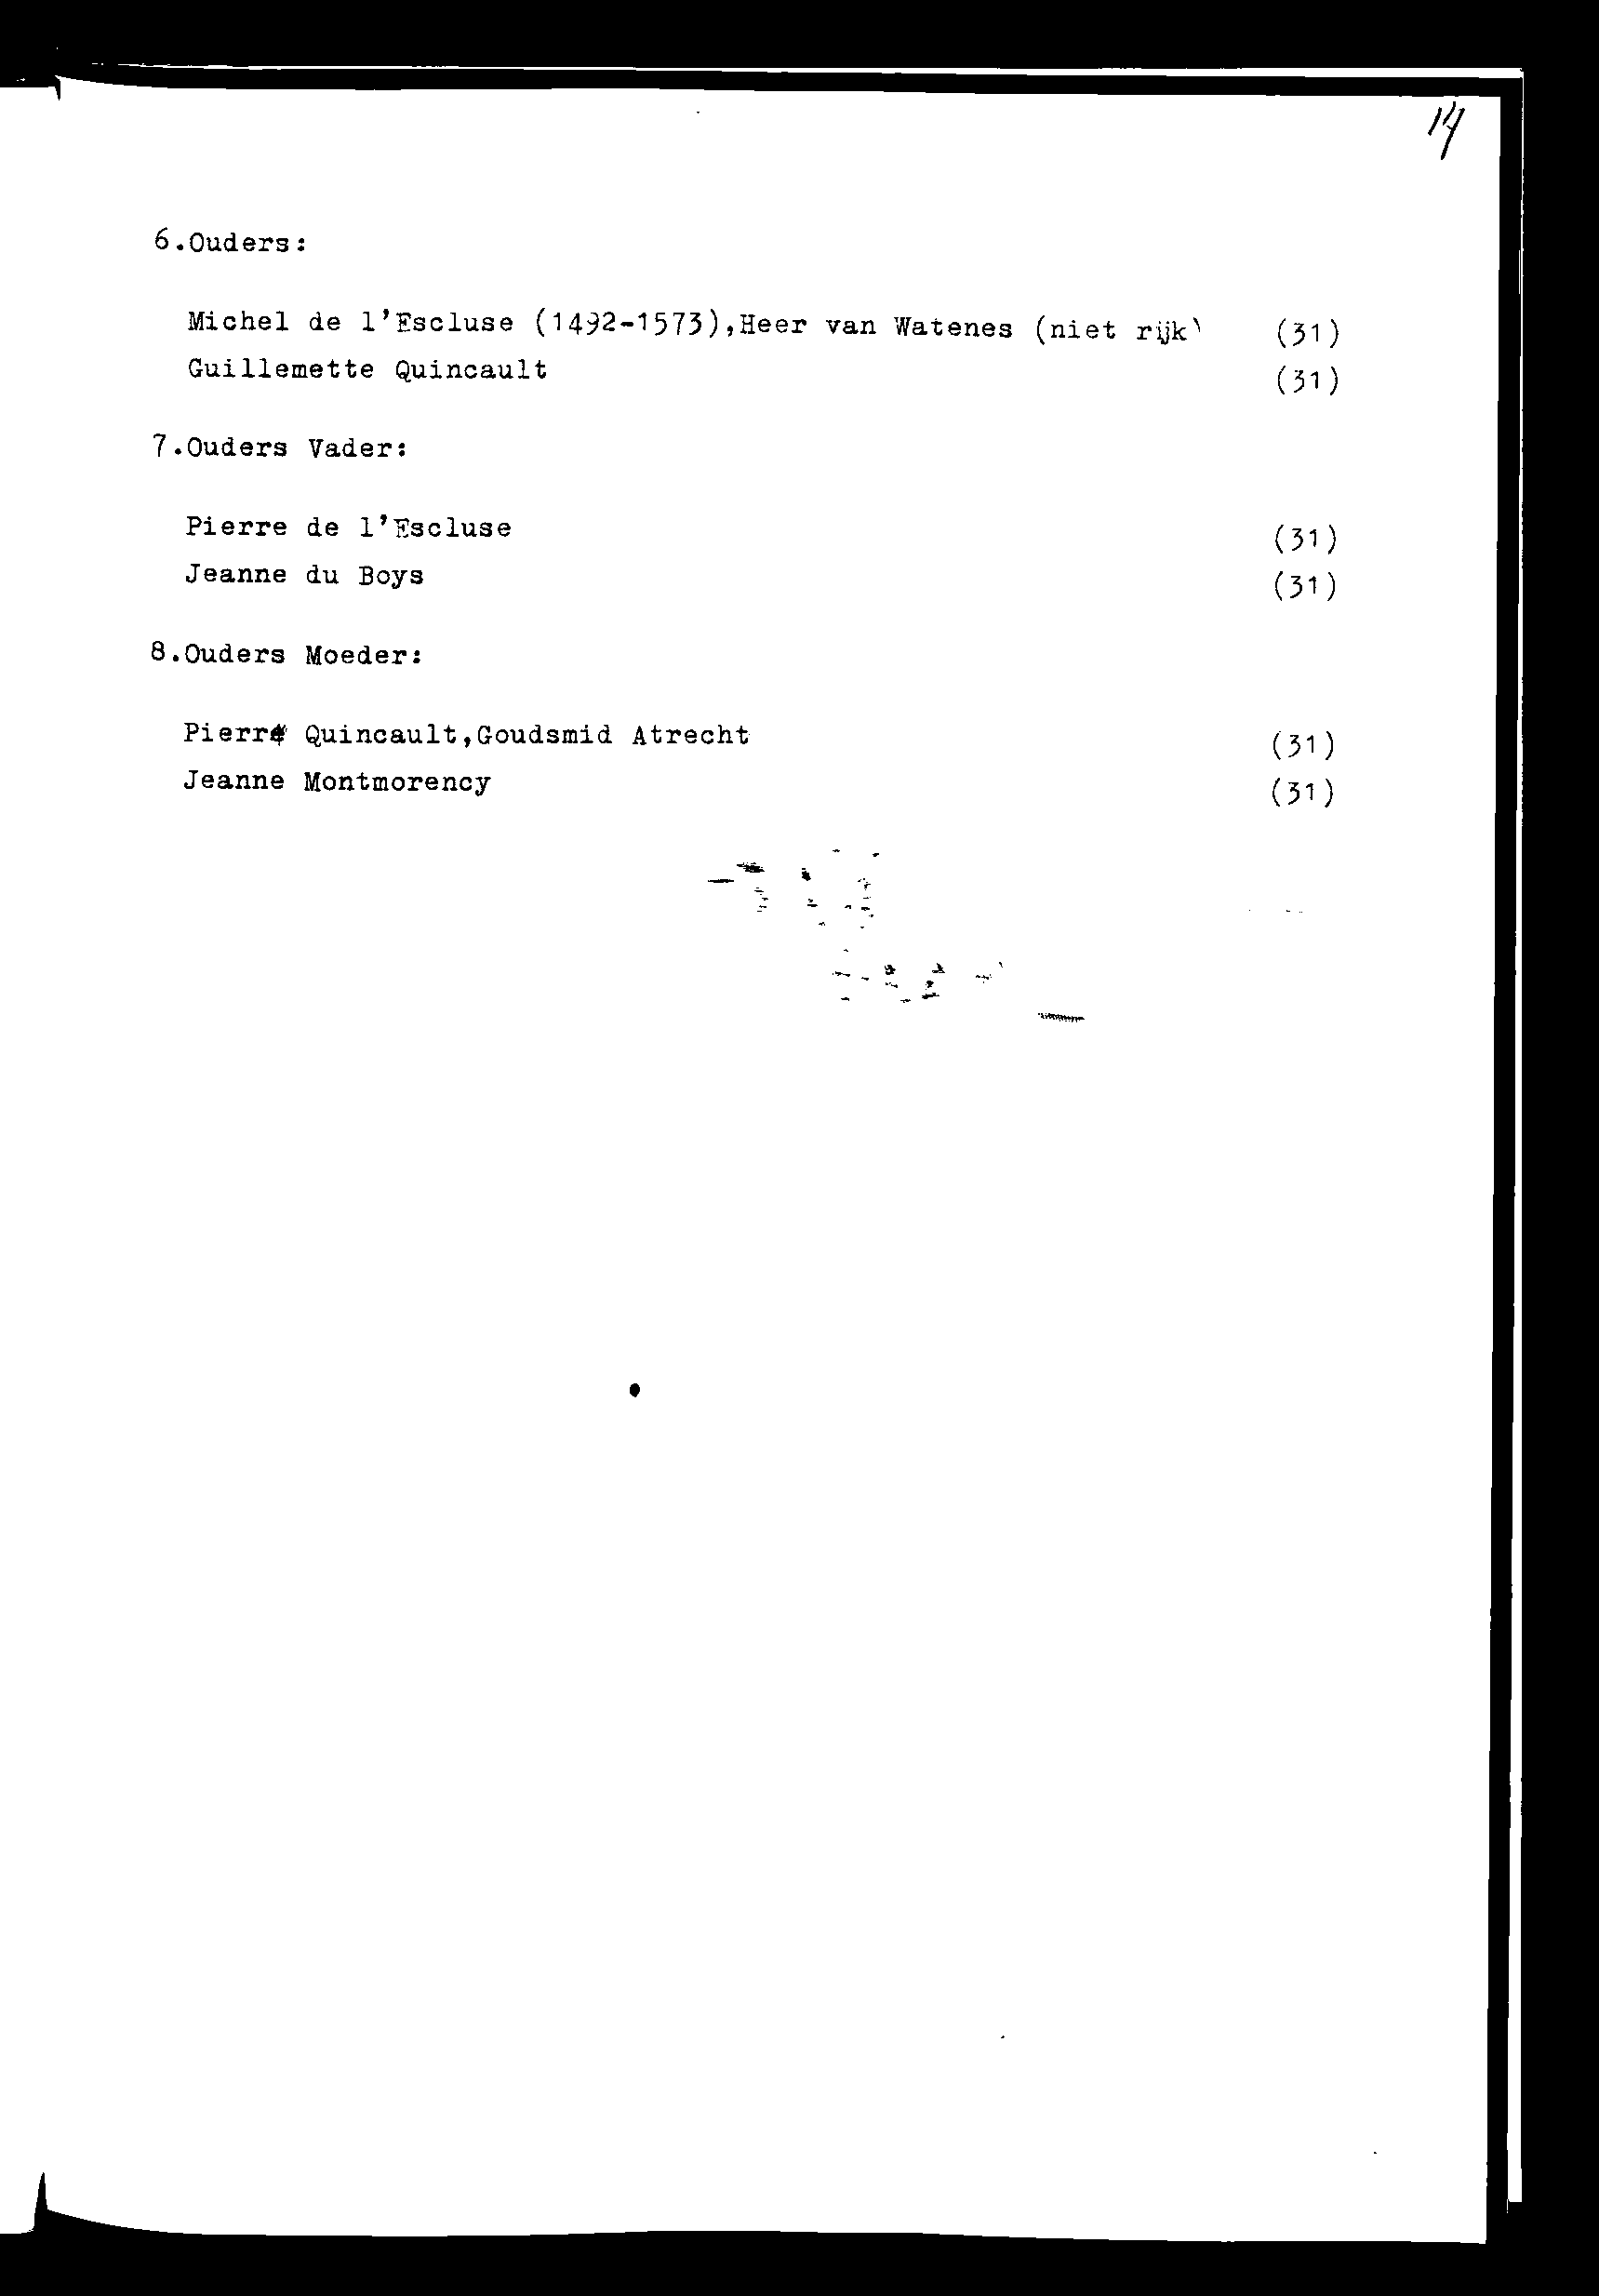 14
6.Ouders:
Michel de l'Escluse (1492-1573),Heer van Watenes (niet rijk) (31)
Guillemette Quincault (31)
7.Ouders Vader:
Pierre de l'Escluse (31)
Jeanne du Boys (31)
8.Ouders Moeder:
Pierre Quincault,Goudsmid Atrecht (31)
Jeanne Montmorency (31)